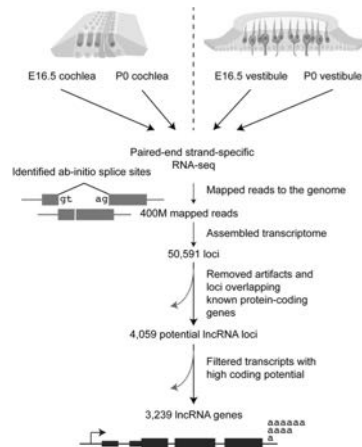 E16.5 cochlea P0 cochlea E16.5 vestibule P0 vestibule
Paired-end strand-specific
RNA-seq
Identified ab-initio splice sites
Mapped reads to the genome
gt ag
400M mapped reads
Assembled transcriptome
50,591 loci
Removed artifacts and
loci overlapping
known protein-coding
genes
4,059 potential lncRNA loci
Filtered transcripts with
high coding potential
3,239 lncRNA genes
aaaaaa
aaaa
a